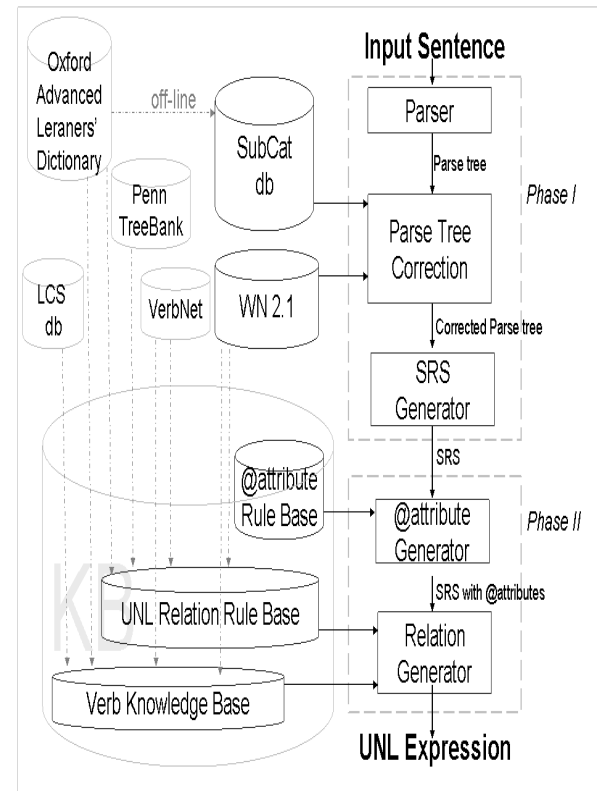 Oxford
Advanced
Leraners'
Dictionary
off-line
SubCat
db
Penn
TreeBank
LCS
db
VerbNet
WN 2.1
Input Sentence
Parser
Parse tree
Phase I
Parse Tree
Correction
Corrected Parse tree
SRS
Generator
SRS
@attribute
Rule Base
@attribute
Generator
Phase II
SRS with @attributes
KB
UNL Relation Rule Base
Relation
Generator
Verb Knowledge Base
UNL Expression